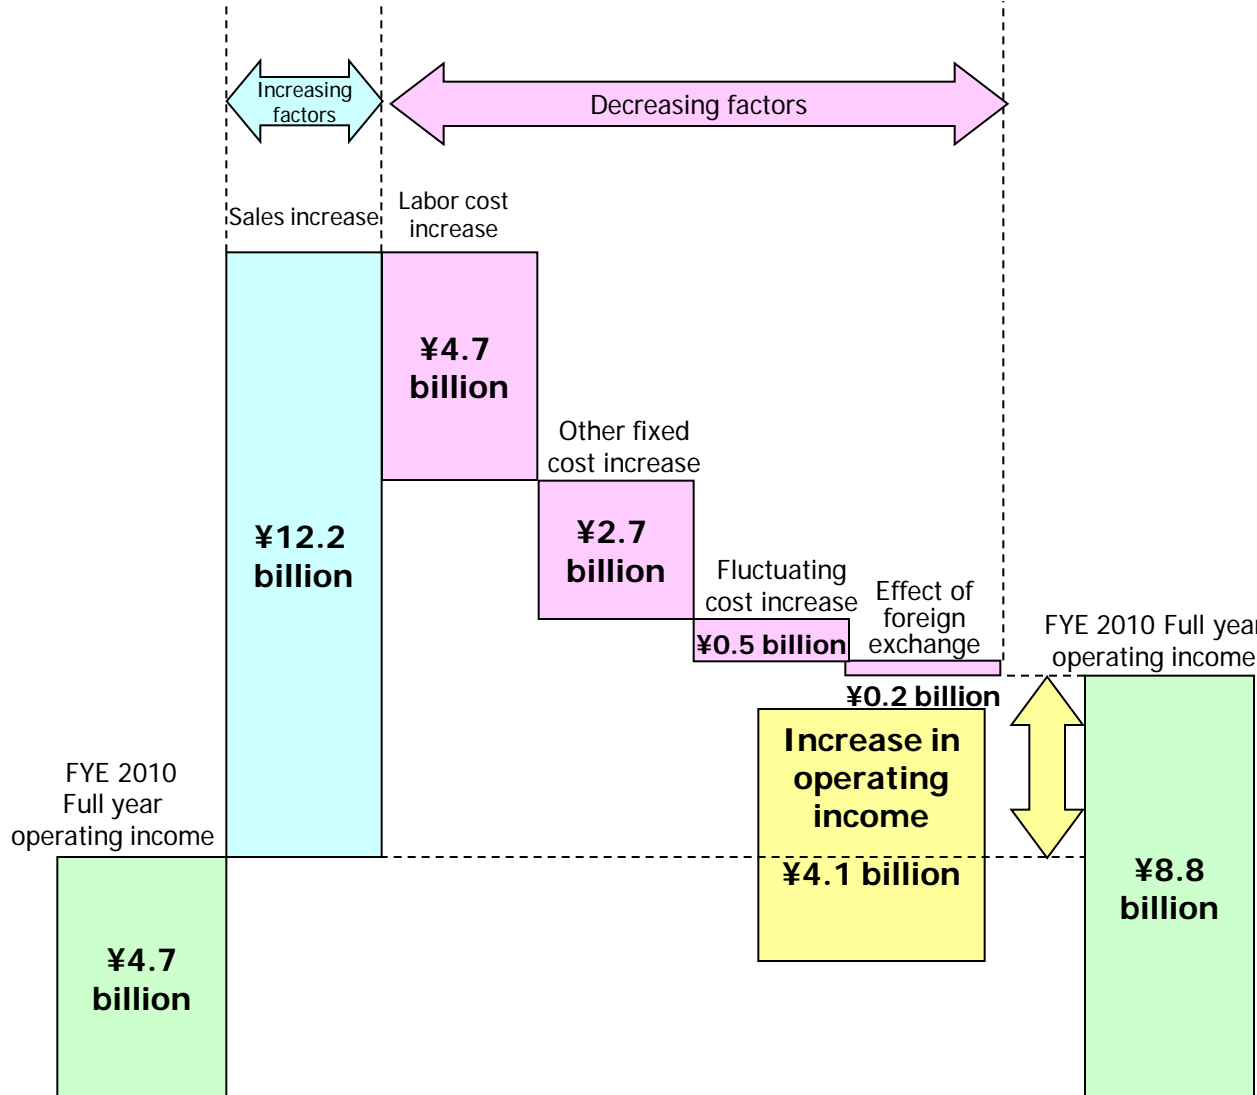 Increasing
factors
Decreasing factors
Sales increase
Labor cost
increase
¥4.7
billion
Other fixed
cost increase
¥12.2
billion
¥2.7
billion
Fluctuating
cost increase
¥0.5 billion
Effect of
foreign
exchange
¥0.2 billion
FYE 2010 Full year
operating income
Increase in
operating
income
¥4.1 billion
FYE 2010
Full year
operating income
¥4.7
billion
¥8.8
billion